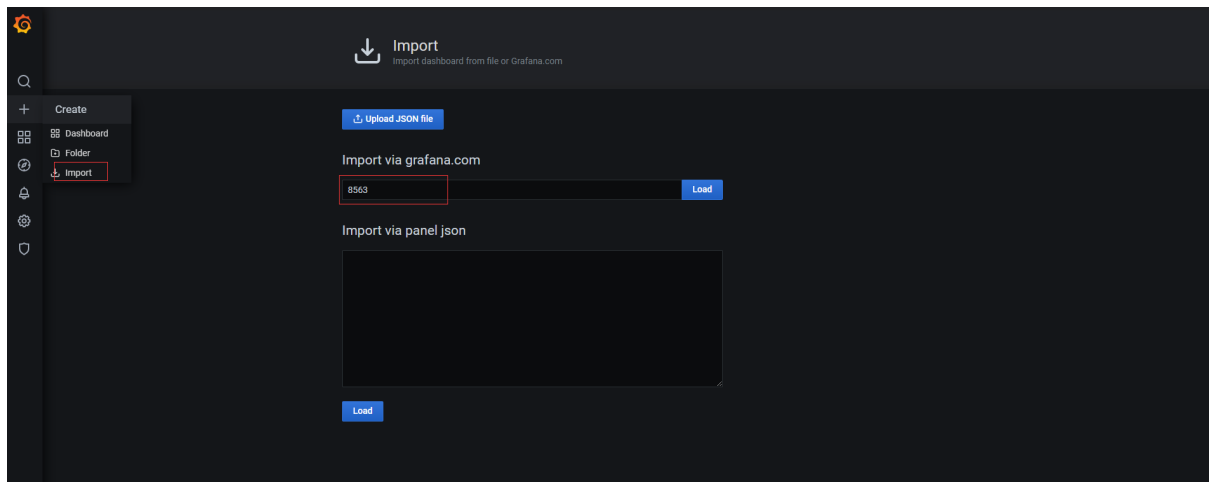 Import
Import dashboard from file or Grafana.com
Create
Dashboard
Folder
Import
Upload JSON file
Import via grafana.com
8563
Load
Import via panel json
Load